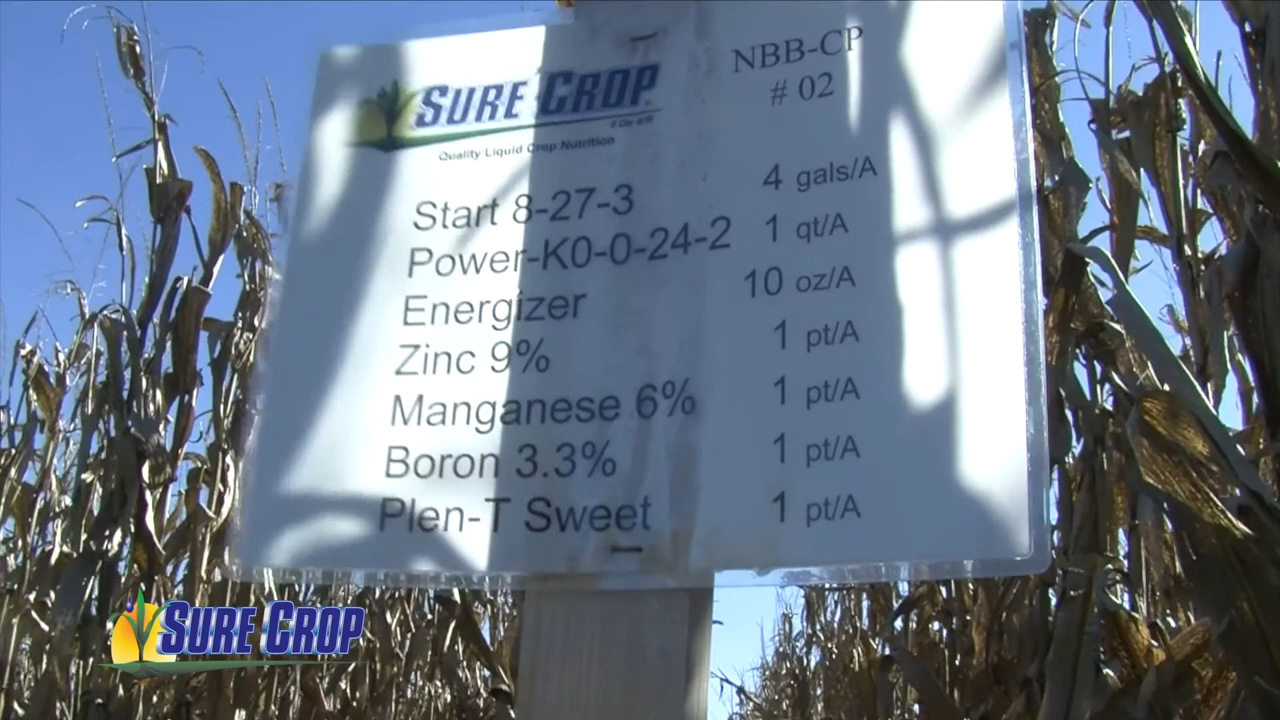 SURE CROP
Quality Liquid Crop Nutrition
NBB-CP
# 02
Start 8-27-3 4 gals/A
Power-K0-0-24-2 1 qt/A
Energizer 10 oz/A
Zinc 9% 1 pt/A
Manganese 6% 1 pt/A
Boron 3.3% 1 pt/A
Plen-T Sweet 1 pt/A
SURE CROP